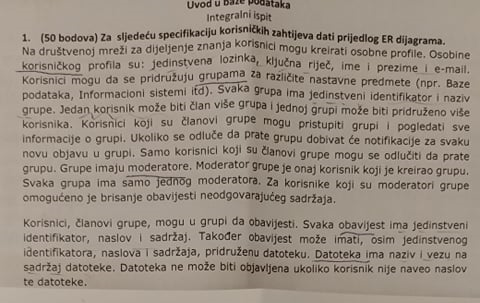 Uvod u baze podataka
Integralni ispit
1. (50 bodova) Za sljedeću specifikaciju korisničkih zahtijeva dati prijedlog ER dijagrama.
Na društvenoj mreži za dijeljenje znanja korisnici mogu kreirati osobne profile. Osobine
korisničkog profila su: jedinstvena lozinka, ključna riječ, ime i prezime i e-mail.
Korisnici mogu da se pridružuju grupama za različite nastavne predmete (npr. Baze
podataka, Informacioni sistemi itd). Svaka grupa ima jedinstveni identifikator i naziv
grupe. Jedan korisnik može biti član više grupa i jednoj grupi može biti pridruženo više
korisnika. Korisnici koji su članovi grupe mogu pristupiti grupi i pogledati sve
informacije o grupi. Ukoliko se odluče da prate grupu dobivat će notifikacije za svaku
novu objavu u grupi. Samo korisnici koji su članovi grupe mogu se odlučiti da prate
grupu. Grupe imaju moderatore. Moderator grupe je onaj korisnik koji je kreirao grupu.
Svaka grupa ima samo jednog moderatora. Za korisnike koji su moderatori grupe
omogućeno je brisanje obavijesti neodgovarajućeg sadržaja.
Korisnici, članovi grupe, mogu u grupi da obavijesti. Svaka obavijest ima jedinstveni
identifikator, naslov i sadržaj. Također obavijest može imati, osim jedinstvenog
identifikatora, naslova i sadržaja, pridruženu datoteku. Datoteka ima naziv i vezu na
sadržaj datoteke. Datoteka ne može biti objavljena ukoliko korisnik nije naveo naslov
te datoteke.